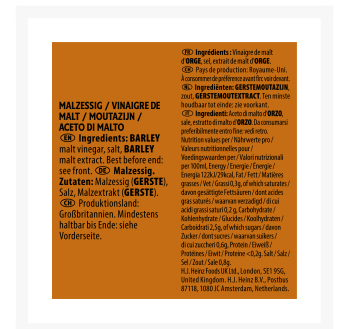 MALZESSIG / VINAIGRE DE
MALT / MOUTAZIJN /
ACETO DI MALTO
EN Ingredients: BARLEY
malt vinegar, salt, BARLEY
malt extract. Best before end:
see front. DE Malzessig.
Zutaten: Malzessig (GERSTE),
Salz, Malzextrakt (GERSTE).
CH Produktionsland:
Großbritannien. Mindestens
haltbar bis Ende: siehe
Vorderseite.
FR Ingrédients : Vinaigre de malt
d'ORGE, sel, extrait de malt d'ORGE.
CH Pays de production: Royaume-Uni.
À consommer de préférence avant fin: voir devant.
NL Ingrediënten: GERSTEMOUTAZIJN,
zout, GERSTEMOUTEXTRACT. Ten minste
houdbaar tot einde: zie voorkant.
IT Ingredienti: Aceto di malto d'ORZO,
sale, estratto di malto d'ORZO. Da consumarsi
preferibilmente entro fine: vedi retro.
Nutrition values per / Nährwerte pro /
Valeurs nutritionnelles pour /
Voedingswaarden per / Valori nutrizionali
per 100ml, Energy / Energie / Énergie /
Energia 122kJ/29kcal, Fat / Fett / Matières
grasses / Vet / Grassi 0,3g, of which saturates /
davon gesättigte Fettsäuren / dont acides
gras saturés / waarvan verzadigd / di cui
acidi grassi saturi 0,2 g, Carbohydrate /
Kohlenhydrate / Glucides / Koolhydraten /
Carboidrati 2,5g, of which sugars / davon
Zucker / dont sucres / waarvan suikers /
di cui zuccheri 0,6g, Protein / Eiweiß /
Protéines / Eiwit / Proteine <0,2g. Salt / Salz /
Sel / Zout / Sale 0,8g.
H.J. Heinz Foods UK Ltd., London, SE1 9SG,
United Kingdom. H.J. Heinz B.V., Postbus
87118, 1080 JC Amsterdam, Netherlands.